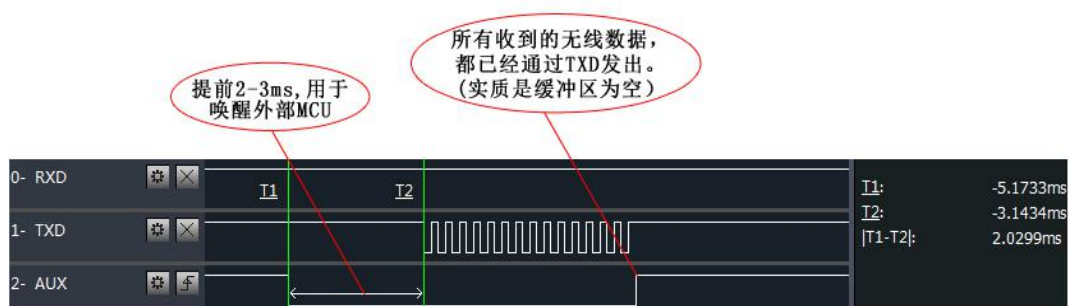 所有收到的无线数据，
都已经通过TXD发出。
(实质是缓冲区为空)
提前2-3ms,用于
唤醒外部MCU
0- RXD
T1
T2
T1: -5.1733ms
T2: -3.1434ms
1- TXD
|T1-T2|: 2.0299ms
2- AUX